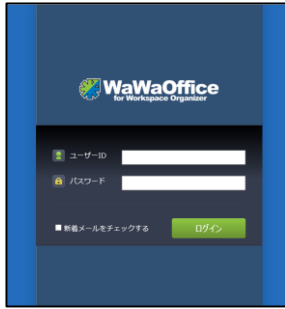 WaWaOffice
for Workspace Organizer
ユーザーID
パスワード
新着メールをチェックする
ログイン